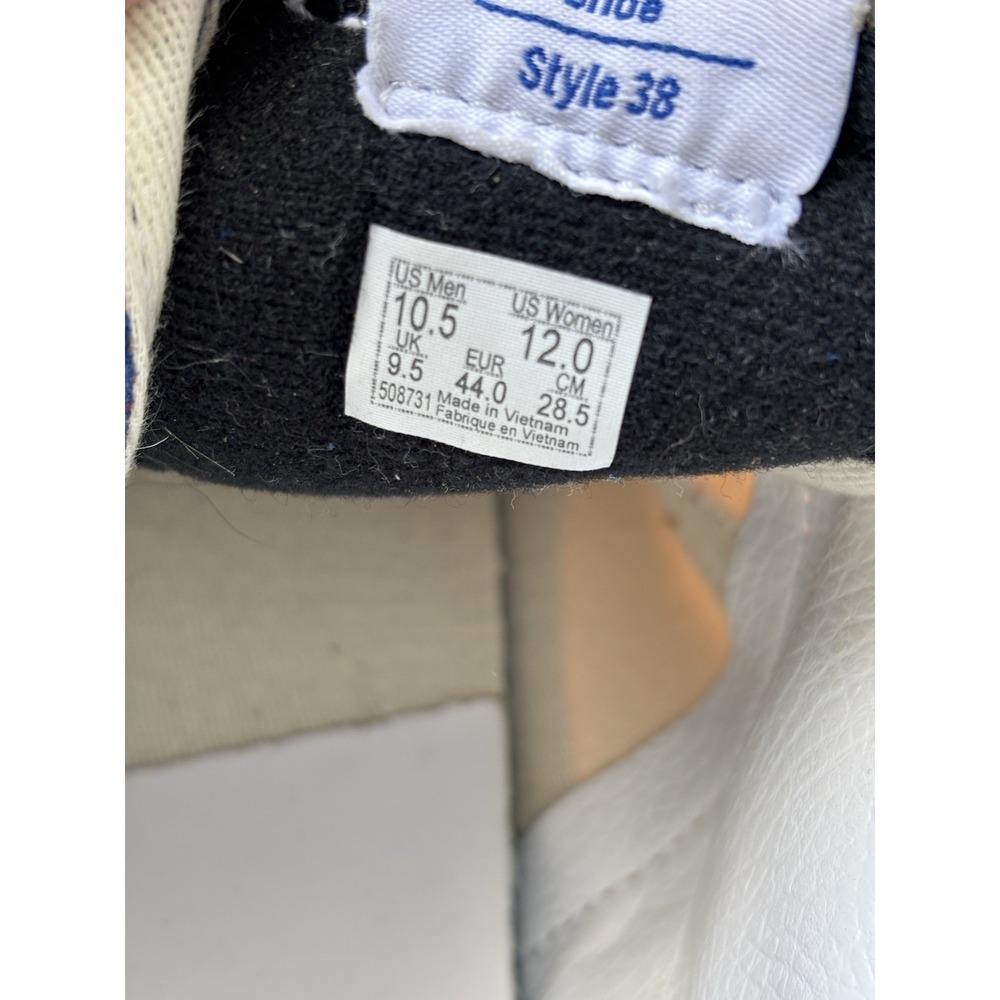 Shoe
Style 38
US Men US Women
10.5 12.0
UK EUR CM
9.5 44.0 28.5
508731 Made in Vietnam
Fabrique en Vietnam